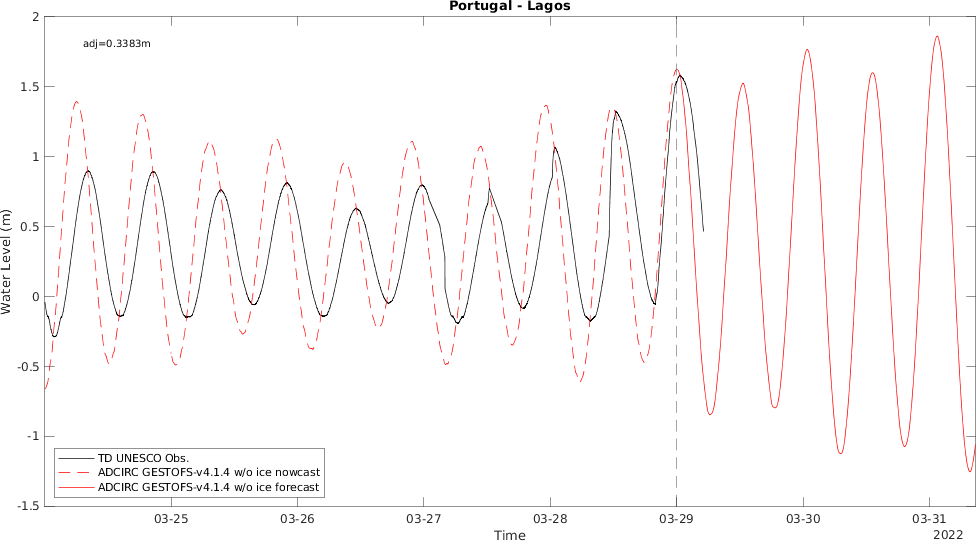 Portugal - Lagos
adj=0.3383m
2
1.5
1
0.5
0
-0.5
-1
-1.5
Water Level (m)
TD UNESCO Obs.
ADCIRC GESTOFS-v4.1.4 w/o ice nowcast
ADCIRC GESTOFS-v4.1.4 w/o ice forecast
03-25 03-26 03-27 03-28 03-29 03-30 03-31
Time
2022